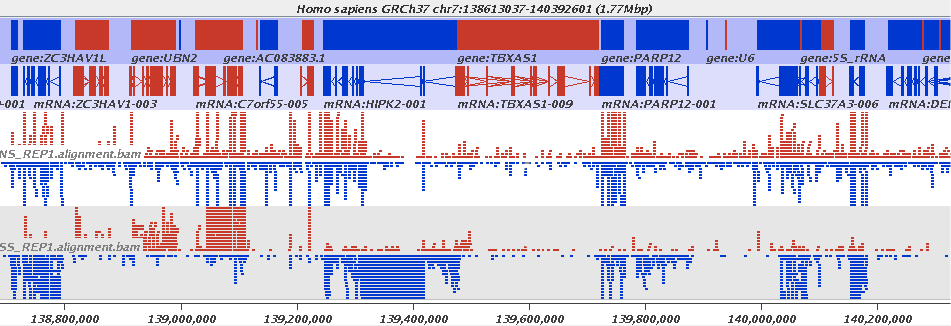 Homo sapiens GRCh37 chr7:138613037-140392601 (1.77Mbp)
gene:ZC3HAV1L gene:UBN2 gene:AC083883.1 gene:TBXAS1 gene:PARP12 gene:U6 gene:5S_rRNA gene
-001 mRNA:ZC3HAV1-003 mRNA:C7orf55-005 mRNA:HIPK2-001 mRNA:TBXAS1-009 mRNA:PARP12-001 mRNA:SLC37A3-006 mRNA:DEN
NS_REP1.alignment.bam
SS_REP1.alignment.bam
138,800,000 139,000,000 139,200,000 139,400,000 139,600,000 139,800,000 140,000,000 140,200,000